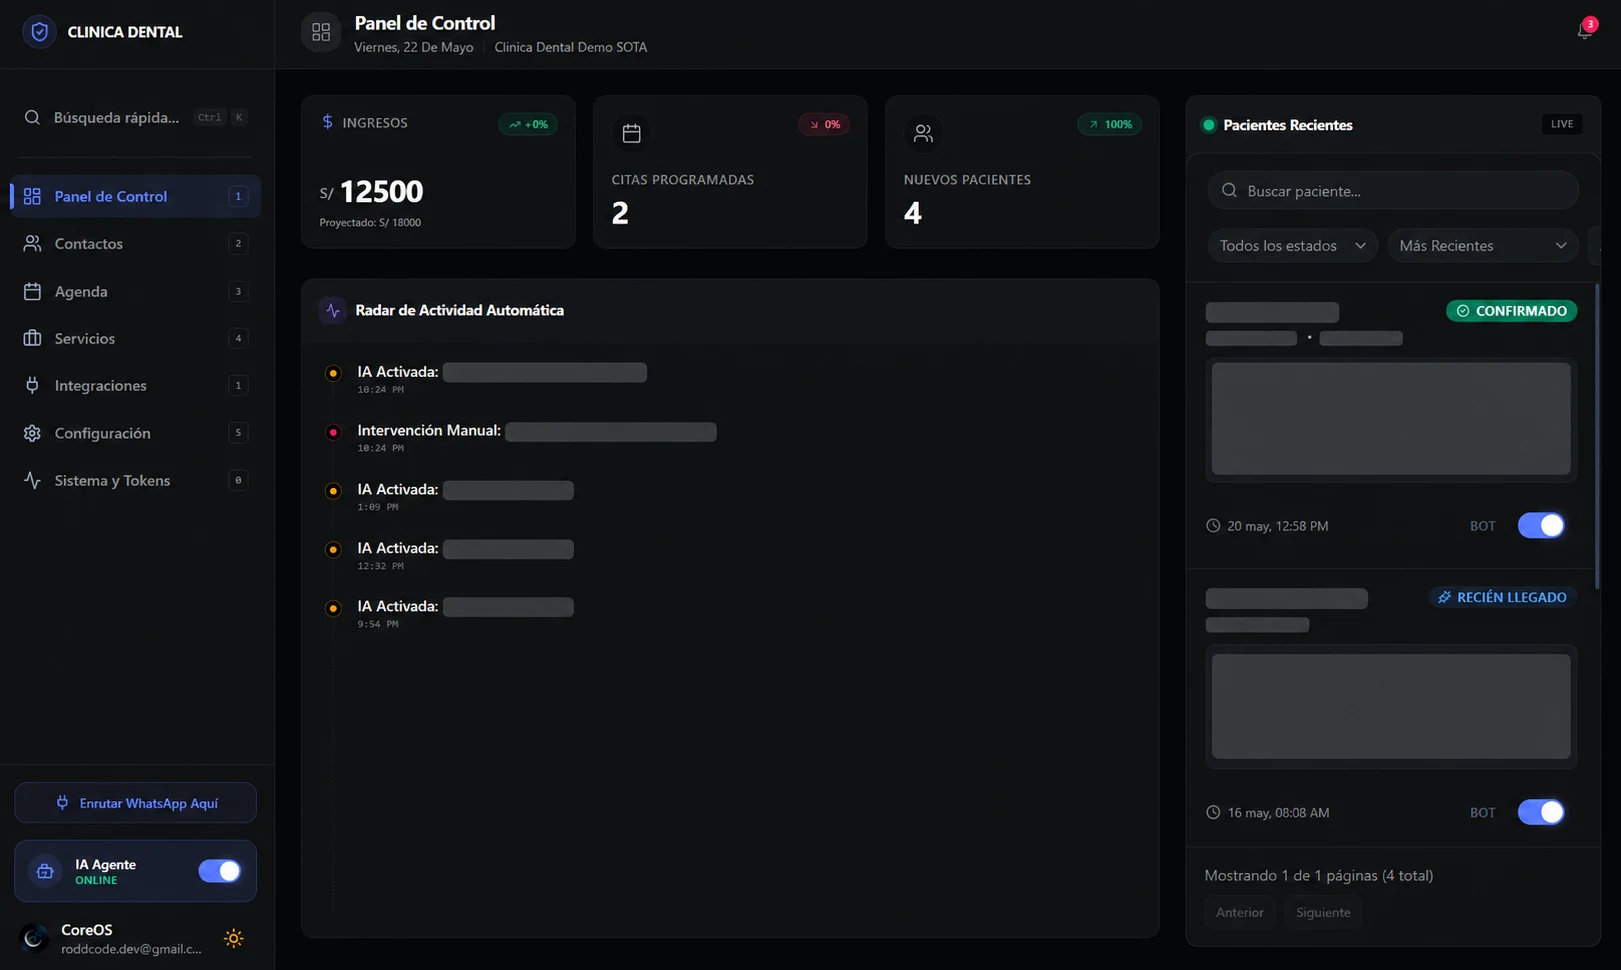 CLINICA DENTAL
Búsqueda rápida... Ctrl K
Panel de Control 1
Contactos 2
Agenda 3
Servicios 4
Integraciones 1
Configuración 5
Sistema y Tokens 0
Enrutar WhatsApp Aquí
IA Agente
ONLINE
CoreOS
roddcode.dev@gmail.c...
Panel de Control
Viernes, 22 De Mayo Clinica Dental Demo SOTA
3
$ INGRESOS +0%
S/ 12500
Proyectado: S/ 18000
0%
CITAS PROGRAMADAS
2
100%
NUEVOS PACIENTES
4
Radar de Actividad Automática
IA Activada:
10:24 PM
Intervención Manual:
10:24 PM
IA Activada:
1:09 PM
IA Activada:
12:32 PM
IA Activada:
9:54 PM
Pacientes Recientes LIVE
Buscar paciente...
Todos los estados Más Recientes
CONFIRMADO
•
20 may, 12:58 PM BOT
RECIÉN LLEGADO
16 may, 08:08 AM BOT
Mostrando 1 de 1 páginas (4 total)
Anterior Siguiente